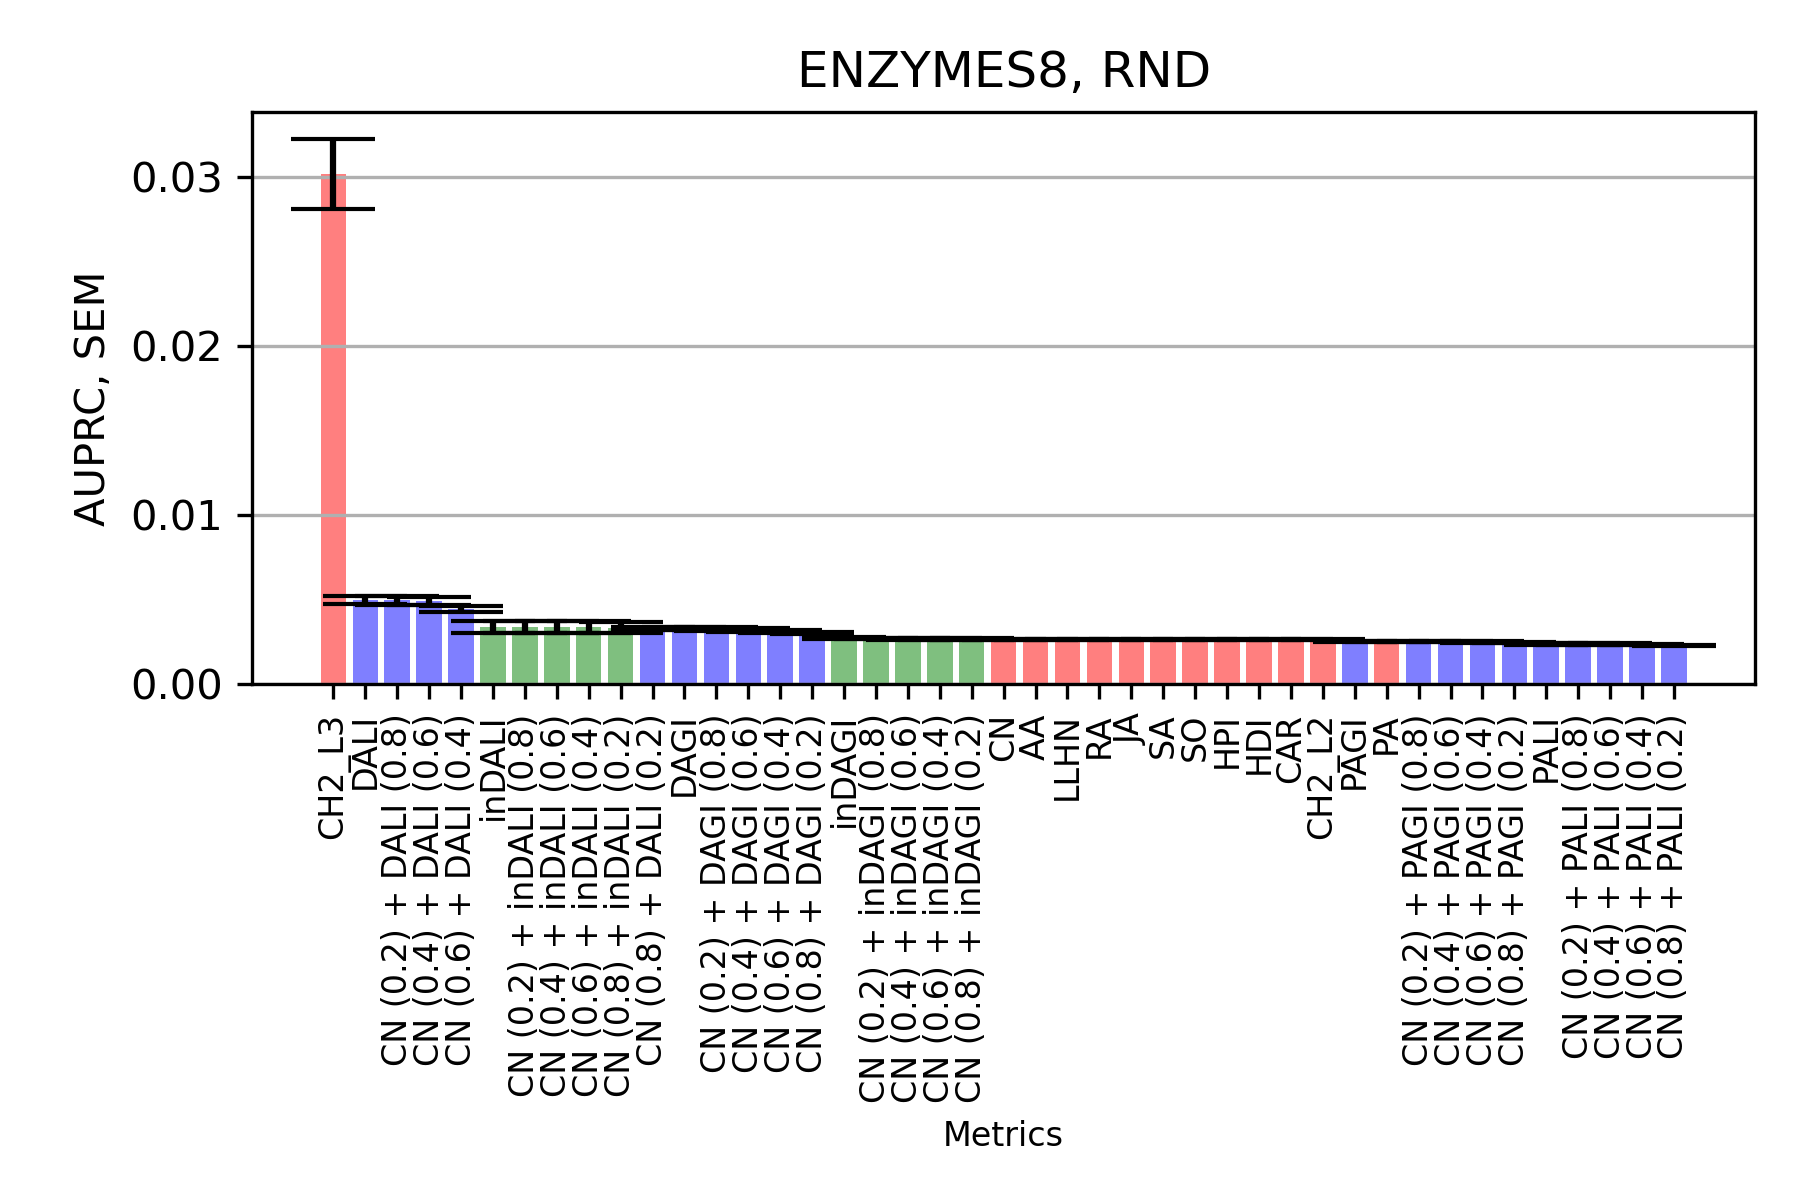 ENZYMES8, RND
AUPRC, SEM
0.03
0.02
0.01
0.00
CH2_L3
DALI
CN (0.2) + DALI (0.8)
CN (0.4) + DALI (0.6)
CN (0.6) + DALI (0.4)
inDALI
CN (0.2) + inDALI (0.8)
CN (0.4) + inDALI (0.6)
CN (0.6) + inDALI (0.4)
CN (0.8) + inDALI (0.2)
CN (0.8) + DALI (0.2)
DAGI
CN (0.2) + DAGI (0.8)
CN (0.4) + DAGI (0.6)
CN (0.6) + DAGI (0.4)
CN (0.8) + DAGI (0.2)
inDAGI
CN (0.2) + inDAGI (0.8)
CN (0.4) + inDAGI (0.6)
CN (0.6) + inDAGI (0.4)
CN (0.8) + inDAGI (0.2)
CN
AA
LLHN
RA
JA
SA
SO
HPI
HDI
CAR
CH2_L2
PAGI
PA
CN (0.2) + PAGI (0.8)
CN (0.4) + PAGI (0.6)
CN (0.6) + PAGI (0.4)
CN (0.8) + PAGI (0.2)
PALI
CN (0.2) + PALI (0.8)
CN (0.4) + PALI (0.6)
CN (0.6) + PALI (0.4)
CN (0.8) + PALI (0.2)
Metrics